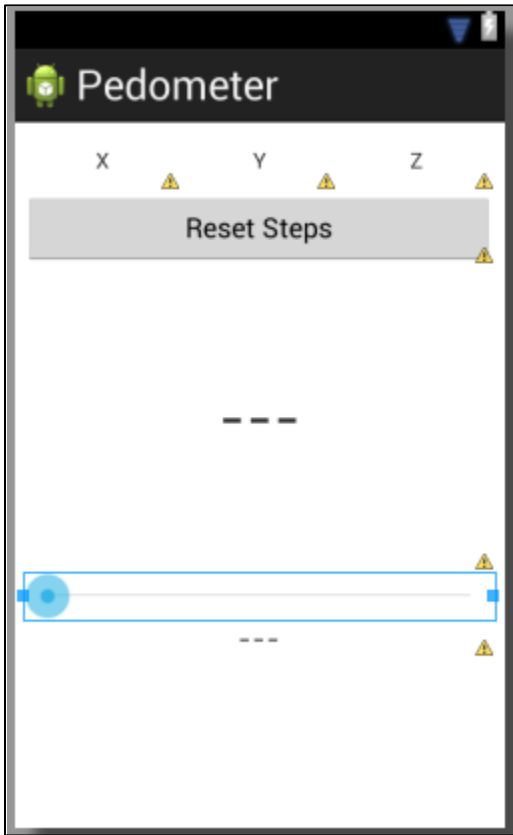 Pedometer
X Y Z
Reset Steps
---
---